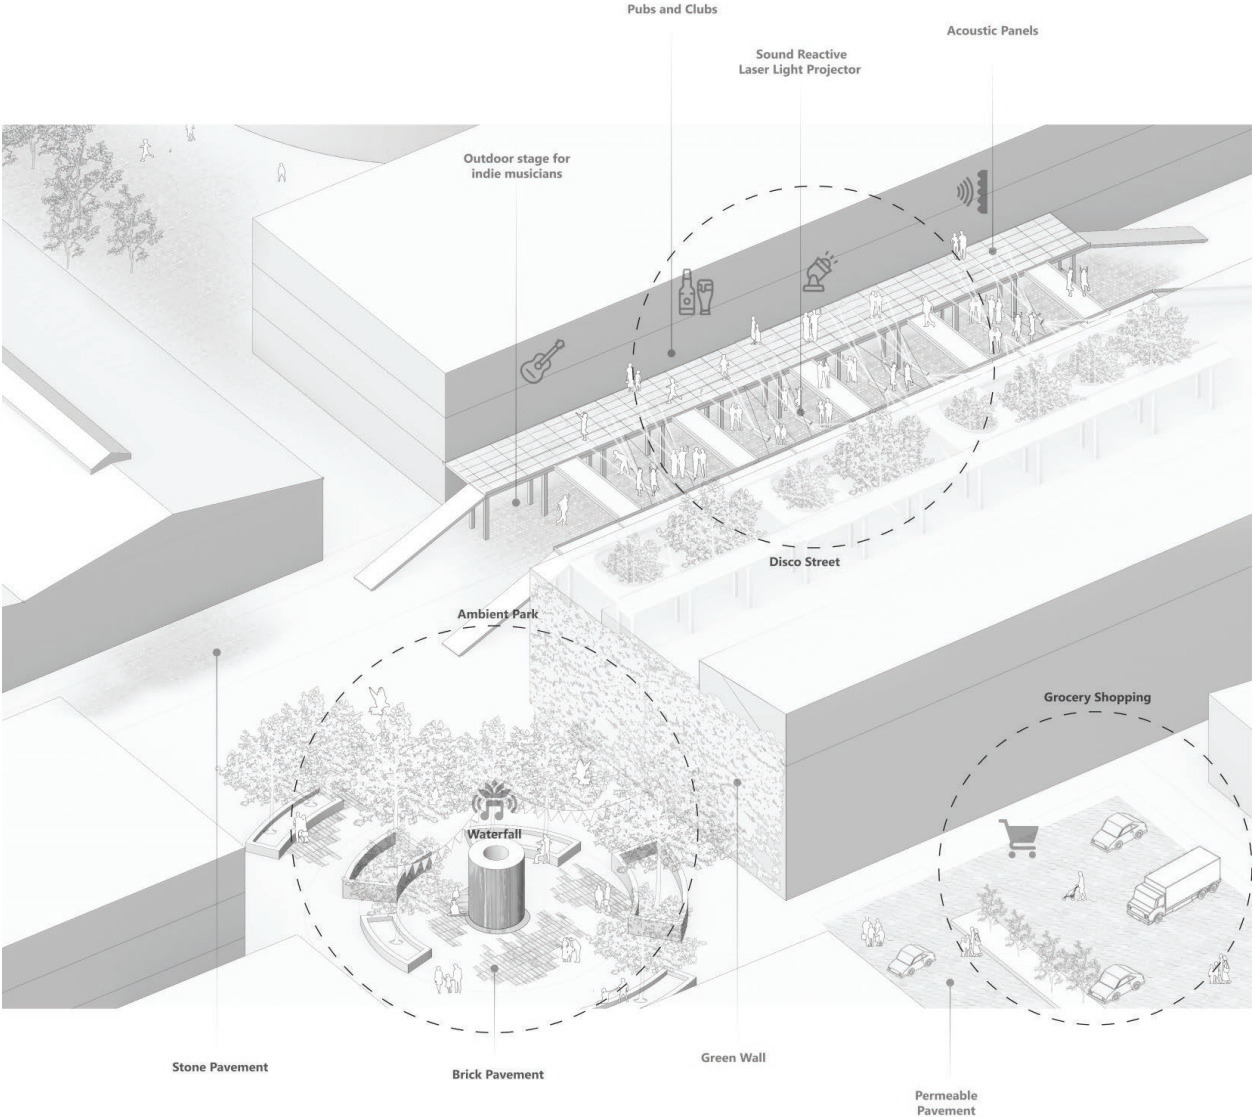 Pubs and Clubs
Acoustic Panels
Sound Reactive
Laser Light Projector
Outdoor stage for
indie musicians
Disco Street
Ambient Park
Grocery Shopping
Waterfall
Stone Pavement
Brick Pavement
Green Wall
Permeable
Pavement